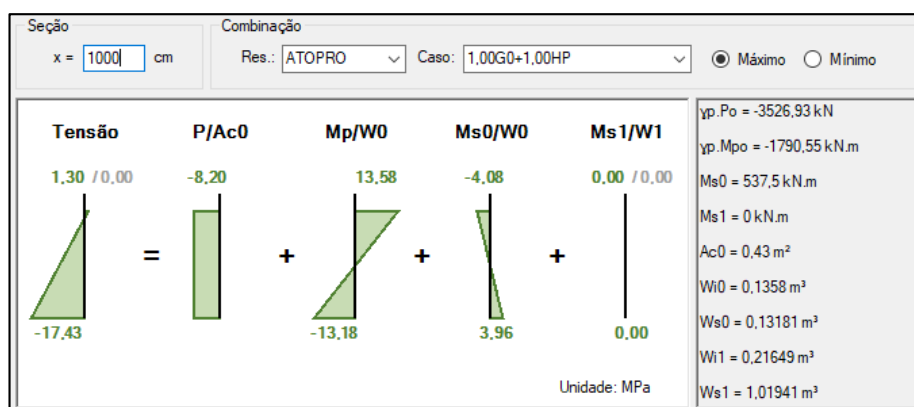 Seção
Combinação
x = 1000 cm
Res.: ATOPRO
Caso: 1,00G0+1,00HP
Máximo
Mínimo
Tensão
P/Ac0
Mp/W0
Ms0/W0
Ms1/W1
1,30 / 0,00
-8,20
13,58
-4,08
0,00 / 0,00
=
+
+
+
-17,43
-13,18
3,96
0,00
Unidade: MPa
γp.Po = -3526,93 kN
γp.Mpo = -1790,55 kN.m
Ms0 = 537,5 kN.m
Ms1 = 0 kN.m
Ac0 = 0,43 m²
Wi0 = 0,1358 m³
Ws0 = 0,13181 m³
Wi1 = 0,21649 m³
Ws1 = 1,01941 m³